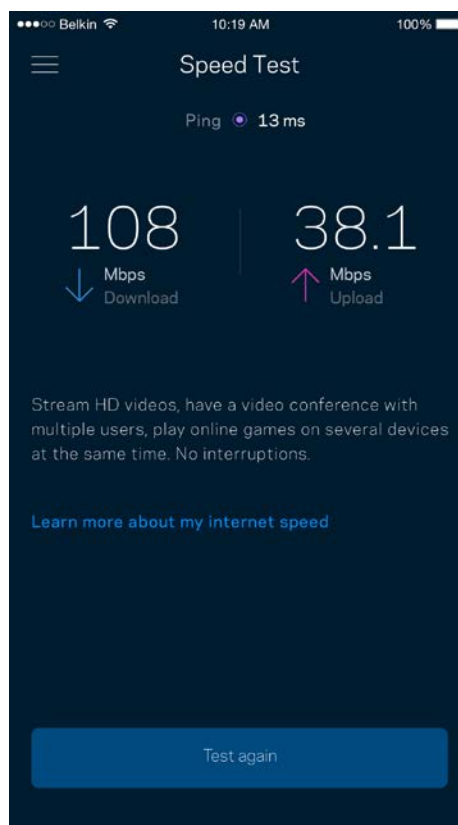 Belkin 10:19 AM 100%
Speed Test
Ping 13 ms
108 38.1
Mbps Mbps
Download Upload
Stream HD videos, have a video conference with
multiple users, play online games on several devices
at the same time. No interruptions.
Learn more about my internet speed
Test again